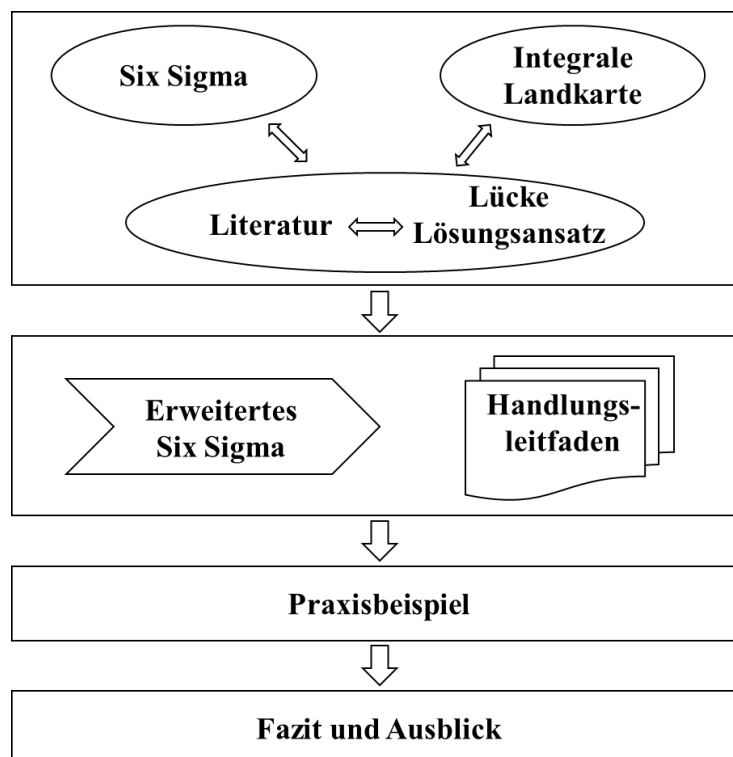 Six Sigma
Integrale
Landkarte
Literatur
Lücke
Lösungsansatz
Erweitertes
Six Sigma
Handlungs-
leitfaden
Praxisbeispiel
Fazit und Ausblick